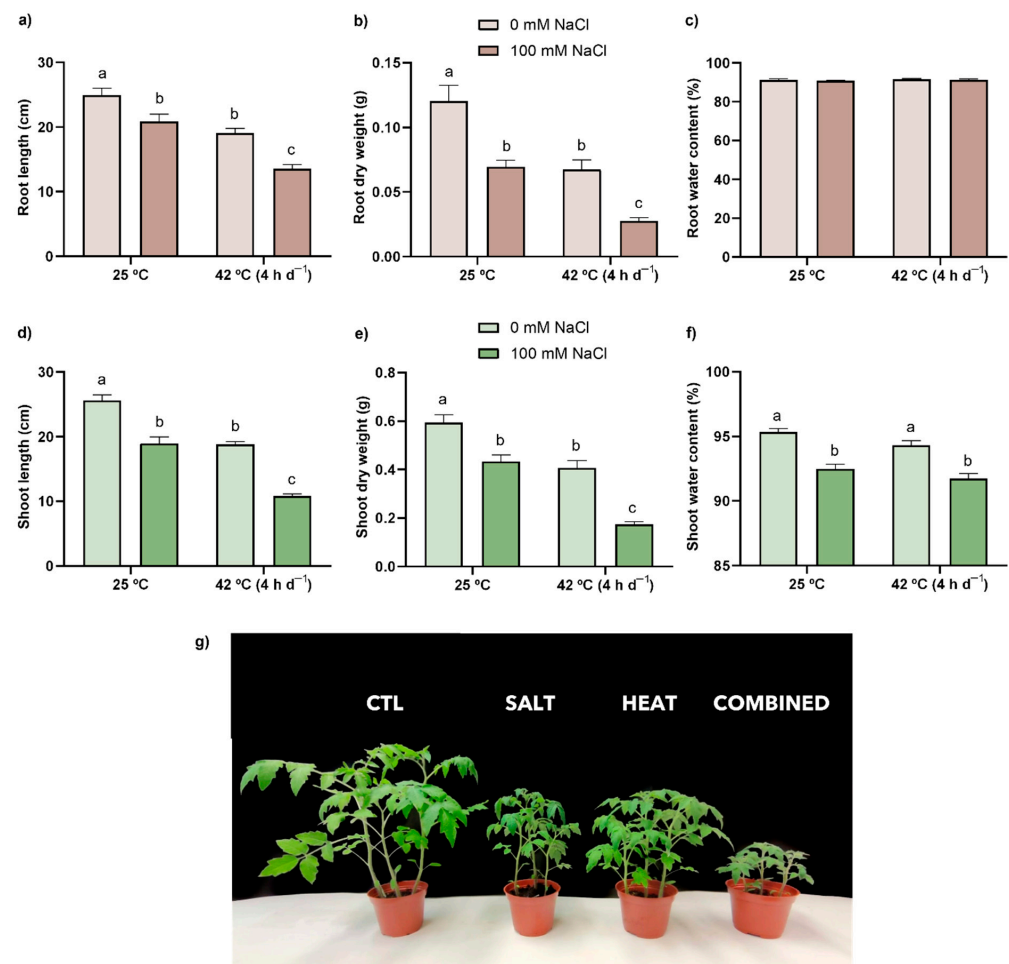 a)
b)
0 mM NaCl
100 mM NaCl
c)
Root length (cm)
30
20
10
0
a
b
b
c
25 ºC
42 ºC (4 h d⁻¹)
Root dry weight (g)
0.15
0.10
0.05
0.00
a
b
b
c
25 ºC
42 ºC (4 h d⁻¹)
Root water content (%)
100
80
60
40
20
0
25 ºC
42 ºC (4 h d⁻¹)
d)
e)
0 mM NaCl
100 mM NaCl
f)
Shoot length (cm)
30
20
10
0
a
b
b
c
25 ºC
42 ºC (4 h d⁻¹)
Shoot dry weight (g)
0.8
0.6
0.4
0.2
0.0
a
b
b
c
25 ºC
42 ºC (4 h d⁻¹)
Shoot water content (%)
100
95
90
85
a
b
a
b
25 ºC
42 ºC (4 h d⁻¹)
g)
CTL SALT HEAT COMBINED